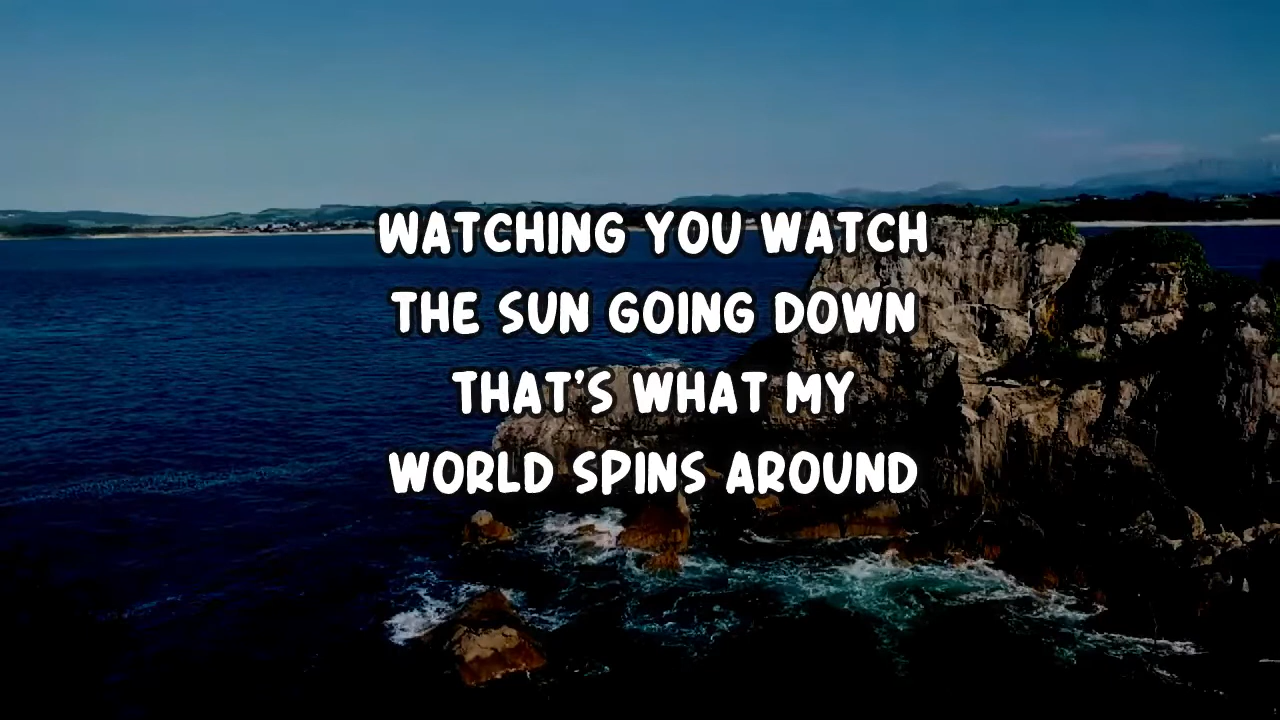 WATCHING YOU WATCH
THE SUN GOING DOWN
THAT'S WHAT MY
WORLD SPINS AROUND